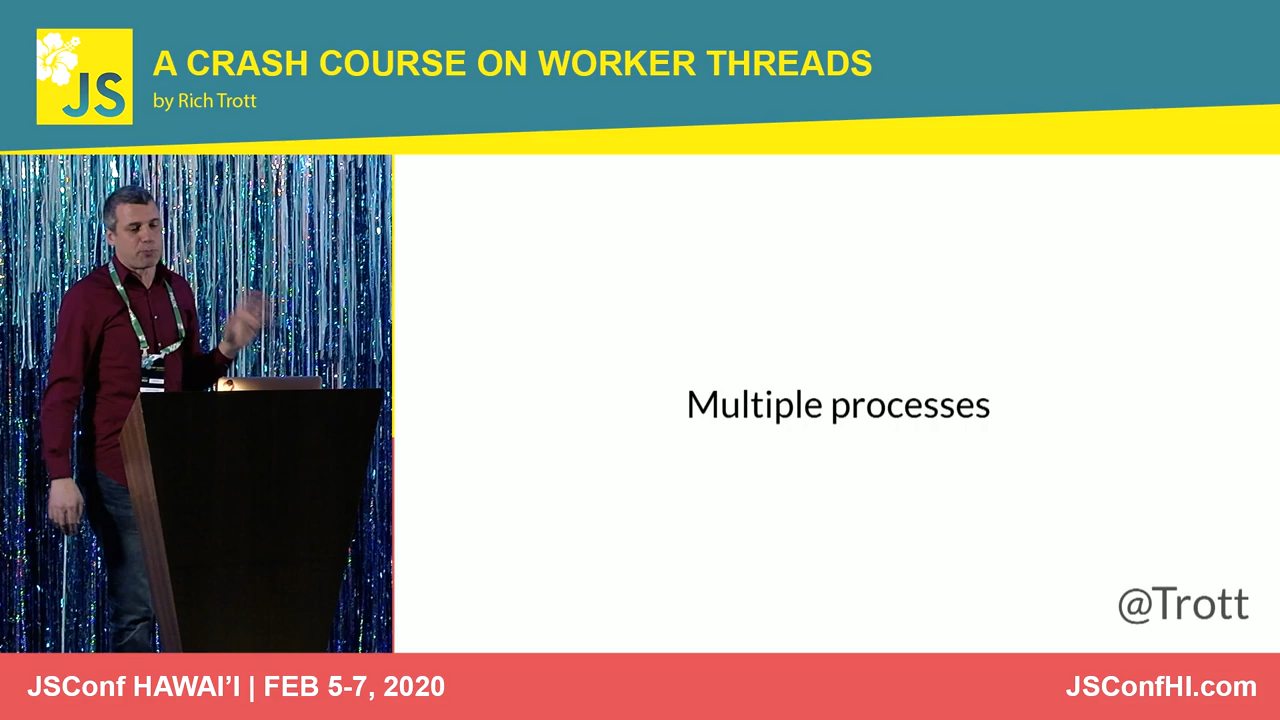 JS
A CRASH COURSE ON WORKER THREADS
by Rich Trott
Multiple processes
@Trott
JSConf HAWAI’I | FEB 5-7, 2020
JSConfHI.com